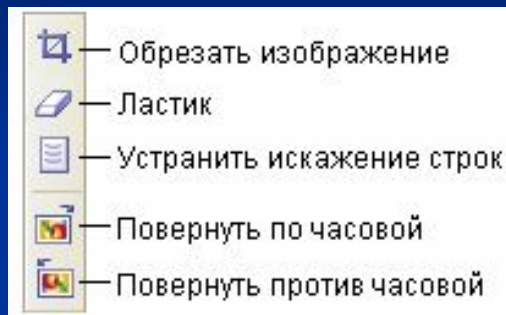 Обрезать изображение
Ластик
Устранить искажение строк
Повернуть по часовой
Повернуть против часовой